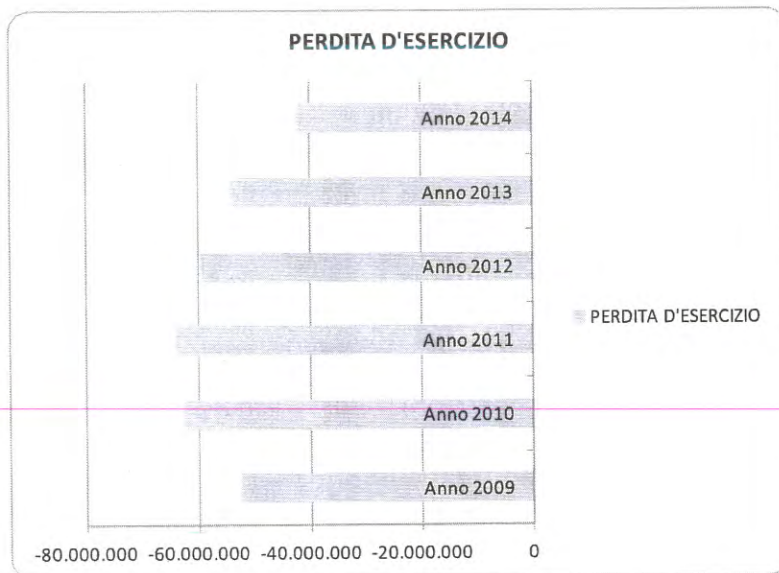 PERDITA D'ESERCIZIO
Anno 2014
Anno 2013
Anno 2012
Anno 2011
Anno 2010
Anno 2009
PERDITA D'ESERCIZIO
-80.000.000 -60.000.000 -40.000.000 -20.000.000 0